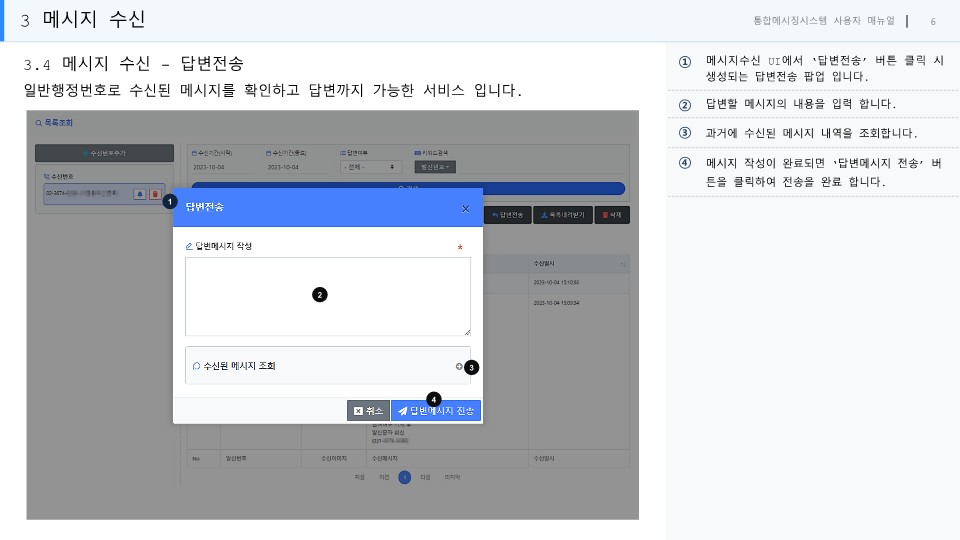 3 메시지 수신
통합메시징시스템 사용자 매뉴얼
6
3.4 메시지 수신 – 답변전송
일반행정번호로 수신된 메시지를 확인하고 답변까지 가능한 서비스 입니다.
목록조회
수신번호추가
수신번호
02-3674-
수신기간(시작)
수신기간(종료)
답변여부
키워드검색
2023-10-04
2023-10-04
- 전체 -
발신번호
답변전송
목록내려받기
삭제
수신일시
2023-10-04
2023-10-04
1
답변전송
답변메시지 작성 *
2
수신된 메시지 조회
3
4
취소
답변메시지 전송
No
발신번호
수신이미지
수신메시지
수신일시
처음
이전
1
다음
마지막
① 메시지수신 UI에서 ‘답변전송’ 버튼 클릭 시
생성되는 답변전송 팝업 입니다.
② 답변할 메시지의 내용을 입력 합니다.
③ 과거에 수신된 메시지 내역을 조회합니다.
④ 메시지 작성이 완료되면 ‘답변메시지 전송’ 버
튼을 클릭하여 전송을 완료 합니다.